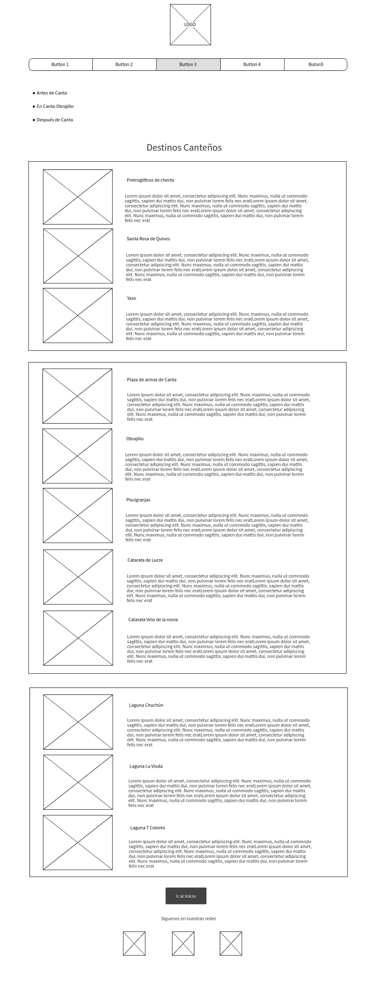 LOGO
Button 1
Button 2
Button 3
Button 4
Buton5
Antes de Canta
En Canta-Obrajillo
Después de Canta
Destinos Canteños
Pretroglificos de checta
Lorem ipsum dolor sit amet, consectetur adipiscing elit. Nunc maximus, nulla ut commodo
sagittis, sapien dui mattis dui, non pulvinar lorem felis nec eratLorem ipsum dolor sit amet,
consectetur adipiscing elit. Nunc maximus, nulla ut commodo sagittis, sapien dui mattis
dui, non pulvinar lorem felis nec eratLorem ipsum dolor sit amet, consectetur adipiscing
elit. Nunc maximus, nulla ut commodo sagittis, sapien dui mattis dui, non pulvinar lorem
felis nec erat
Santa Rosa de Quives
Lorem ipsum dolor sit amet, consectetur adipiscing elit. Nunc maximus, nulla ut commodo
sagittis, sapien dui mattis dui, non pulvinar lorem felis nec eratLorem ipsum dolor sit amet,
consectetur adipiscing elit. Nunc maximus, nulla ut commodo sagittis, sapien dui mattis
dui, non pulvinar lorem felis nec eratLorem ipsum dolor sit amet, consectetur adipiscing
elit. Nunc maximus, nulla ut commodo sagittis, sapien dui mattis dui, non pulvinar lorem
felis nec erat
Yaso
Lorem ipsum dolor sit amet, consectetur adipiscing elit. Nunc maximus, nulla ut commodo
sagittis, sapien dui mattis dui, non pulvinar lorem felis nec eratLorem ipsum dolor sit amet,
consectetur adipiscing elit. Nunc maximus, nulla ut commodo sagittis, sapien dui mattis
dui, non pulvinar lorem felis nec eratLorem ipsum dolor sit amet, consectetur adipiscing
elit. Nunc maximus, nulla ut commodo sagittis, sapien dui mattis dui, non pulvinar lorem
felis nec erat
Plaza de armas de Canta
Lorem ipsum dolor sit amet, consectetur adipiscing elit. Nunc maximus, nulla ut commodo
sagittis, sapien dui mattis dui, non pulvinar lorem felis nec eratLorem ipsum dolor sit amet,
consectetur adipiscing elit. Nunc maximus, nulla ut commodo sagittis, sapien dui mattis
dui, non pulvinar lorem felis nec eratLorem ipsum dolor sit amet, consectetur adipiscing
elit. Nunc maximus, nulla ut commodo sagittis, sapien dui mattis dui, non pulvinar lorem
felis nec erat
Obrajillo
Lorem ipsum dolor sit amet, consectetur adipiscing elit. Nunc maximus, nulla ut commodo
sagittis, sapien dui mattis dui, non pulvinar lorem felis nec eratLorem ipsum dolor sit amet,
consectetur adipiscing elit. Nunc maximus, nulla ut commodo sagittis, sapien dui mattis
dui, non pulvinar lorem felis nec eratLorem ipsum dolor sit amet, consectetur adipiscing
elit. Nunc maximus, nulla ut commodo sagittis, sapien dui mattis dui, non pulvinar lorem
felis nec erat
Piscigranjas
Lorem ipsum dolor sit amet, consectetur adipiscing elit. Nunc maximus, nulla ut commodo
sagittis, sapien dui mattis dui, non pulvinar lorem felis nec eratLorem ipsum dolor sit amet,
consectetur adipiscing elit. Nunc maximus, nulla ut commodo sagittis, sapien dui mattis
dui, non pulvinar lorem felis nec eratLorem ipsum dolor sit amet, consectetur adipiscing
elit. Nunc maximus, nulla ut commodo sagittis, sapien dui mattis dui, non pulvinar lorem
felis nec erat
Catarata de Lucre
Lorem ipsum dolor sit amet, consectetur adipiscing elit. Nunc maximus, nulla ut commodo
sagittis, sapien dui mattis dui, non pulvinar lorem felis nec eratLorem ipsum dolor sit amet,
consectetur adipiscing elit. Nunc maximus, nulla ut commodo sagittis, sapien dui mattis
dui, non pulvinar lorem felis nec eratLorem ipsum dolor sit amet, consectetur adipiscing
elit. Nunc maximus, nulla ut commodo sagittis, sapien dui mattis dui, non pulvinar lorem
felis nec erat
Catarata Velo de la novia
Lorem ipsum dolor sit amet, consectetur adipiscing elit. Nunc maximus, nulla ut commodo
sagittis, sapien dui mattis dui, non pulvinar lorem felis nec eratLorem ipsum dolor sit amet,
consectetur adipiscing elit. Nunc maximus, nulla ut commodo sagittis, sapien dui mattis
dui, non pulvinar lorem felis nec eratLorem ipsum dolor sit amet, consectetur adipiscing
elit. Nunc maximus, nulla ut commodo sagittis, sapien dui mattis dui, non pulvinar lorem
felis nec erat
Laguna Chuchún
Lorem ipsum dolor sit amet, consectetur adipiscing elit. Nunc maximus, nulla ut commodo
sagittis, sapien dui mattis dui, non pulvinar lorem felis nec eratLorem ipsum dolor sit amet,
consectetur adipiscing elit. Nunc maximus, nulla ut commodo sagittis, sapien dui mattis
dui, non pulvinar lorem felis nec eratLorem ipsum dolor sit amet, consectetur adipiscing
elit. Nunc maximus, nulla ut commodo sagittis, sapien dui mattis dui, non pulvinar lorem
felis nec erat
Laguna La Viuda
Lorem ipsum dolor sit amet, consectetur adipiscing elit. Nunc maximus, nulla ut commodo
sagittis, sapien dui mattis dui, non pulvinar lorem felis nec eratLorem ipsum dolor sit amet,
consectetur adipiscing elit. Nunc maximus, nulla ut commodo sagittis, sapien dui mattis
dui, non pulvinar lorem felis nec eratLorem ipsum dolor sit amet, consectetur adipiscing
elit. Nunc maximus, nulla ut commodo sagittis, sapien dui mattis dui, non pulvinar lorem
felis nec erat
Laguna 7 Colores
Lorem ipsum dolor sit amet, consectetur adipiscing elit. Nunc maximus, nulla ut commodo
sagittis, sapien dui mattis dui, non pulvinar lorem felis nec eratLorem ipsum dolor sit amet,
consectetur adipiscing elit. Nunc maximus, nulla ut commodo sagittis, sapien dui mattis
dui, non pulvinar lorem felis nec eratLorem ipsum dolor sit amet, consectetur adipiscing
elit. Nunc maximus, nulla ut commodo sagittis, sapien dui mattis dui, non pulvinar lorem
felis nec erat
Ir al Inicio
Siguenos en nuestras redes